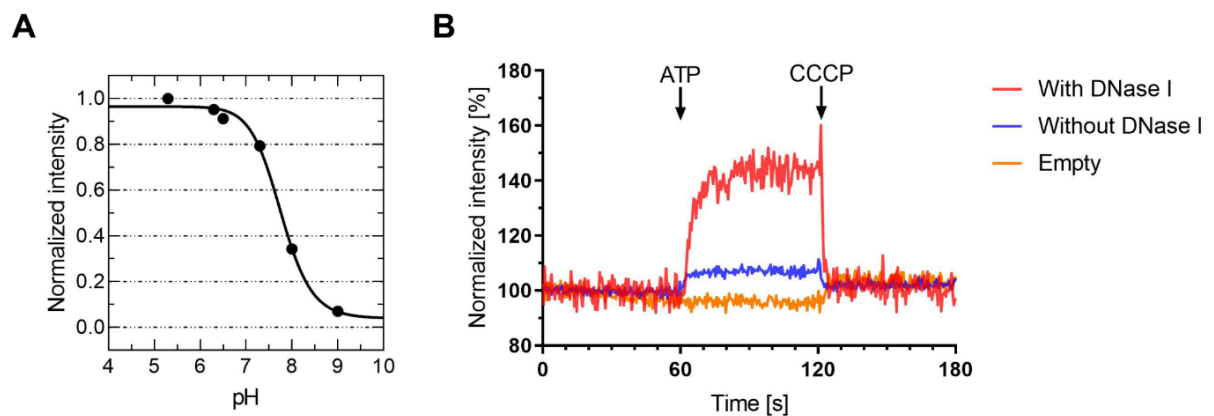 A
Normalized intensity
1.0
0.8
0.6
0.4
0.2
0.0
4 5 6 7 8 9 10
pH
B
Normalized intensity [%]
180
160
140
120
100
80
ATP
CCCP
0 60 120 180
Time [s]
With DNase I
Without DNase I
Empty